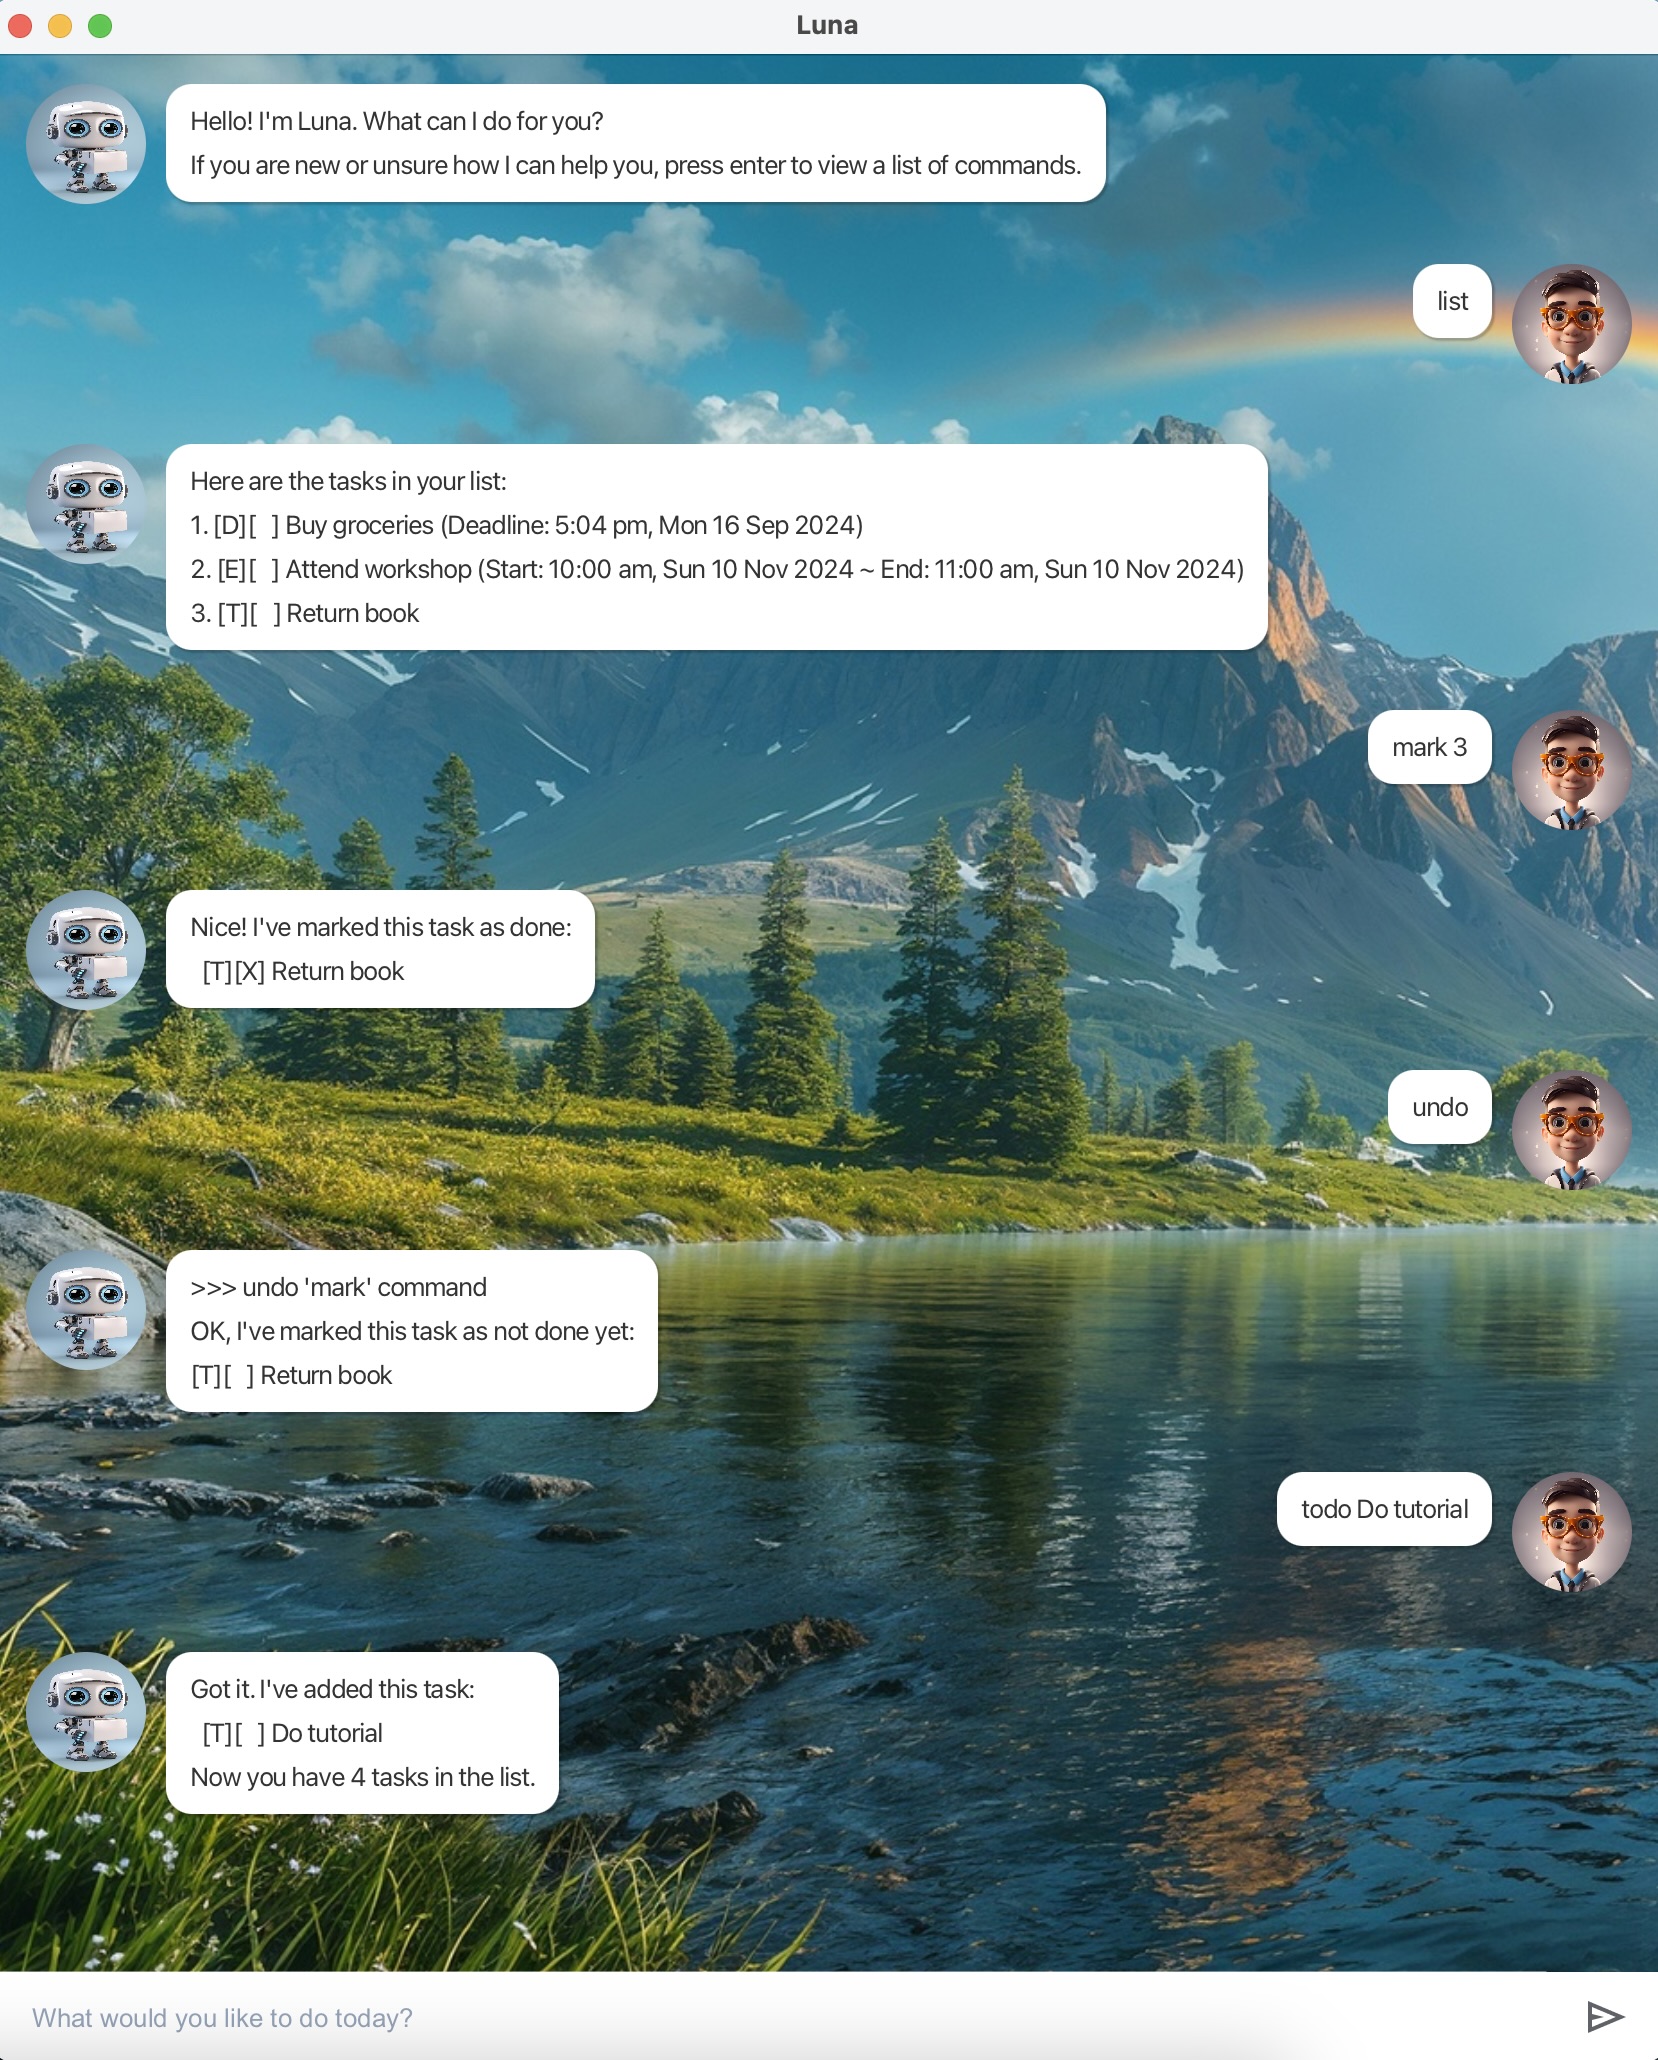 Luna
Hello! I'm Luna. What can I do for you?
If you are new or unsure how I can help you, press enter to view a list of commands.
list
Here are the tasks in your list:
1. [D][  ] Buy groceries (Deadline: 5:04 pm, Mon 16 Sep 2024)
2. [E][  ] Attend workshop (Start: 10:00 am, Sun 10 Nov 2024 ~ End: 11:00 am, Sun 10 Nov 2024)
3. [T][  ] Return book
mark 3
Nice! I've marked this task as done:
[T][X] Return book
undo
>>> undo 'mark' command
OK, I've marked this task as not done yet:
[T][  ] Return book
todo Do tutorial
Got it. I've added this task:
[T][  ] Do tutorial
Now you have 4 tasks in the list.
What would you like to do today?